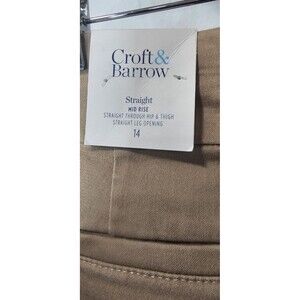 Croft&
Barrow
Straight
MID RISE
STRAIGHT THROUGH HIP & THIGH
STRAIGHT LEG OPENING
14